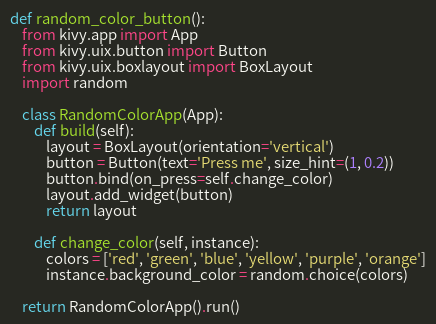 def random_color_button():
    from kivy.app import App
    from kivy.uix.button import Button
    from kivy.uix.boxlayout import BoxLayout
    import random

    class RandomColorApp(App):
        def build(self):
            layout = BoxLayout(orientation='vertical')
            button = Button(text='Press me', size_hint=(1, 0.2))
            button.bind(on_press=self.change_color)
            layout.add_widget(button)
            return layout

        def change_color(self, instance):
            colors = ['red', 'green', 'blue', 'yellow', 'purple', 'orange']
            instance.background_color = random.choice(colors)

    return RandomColorApp().run()